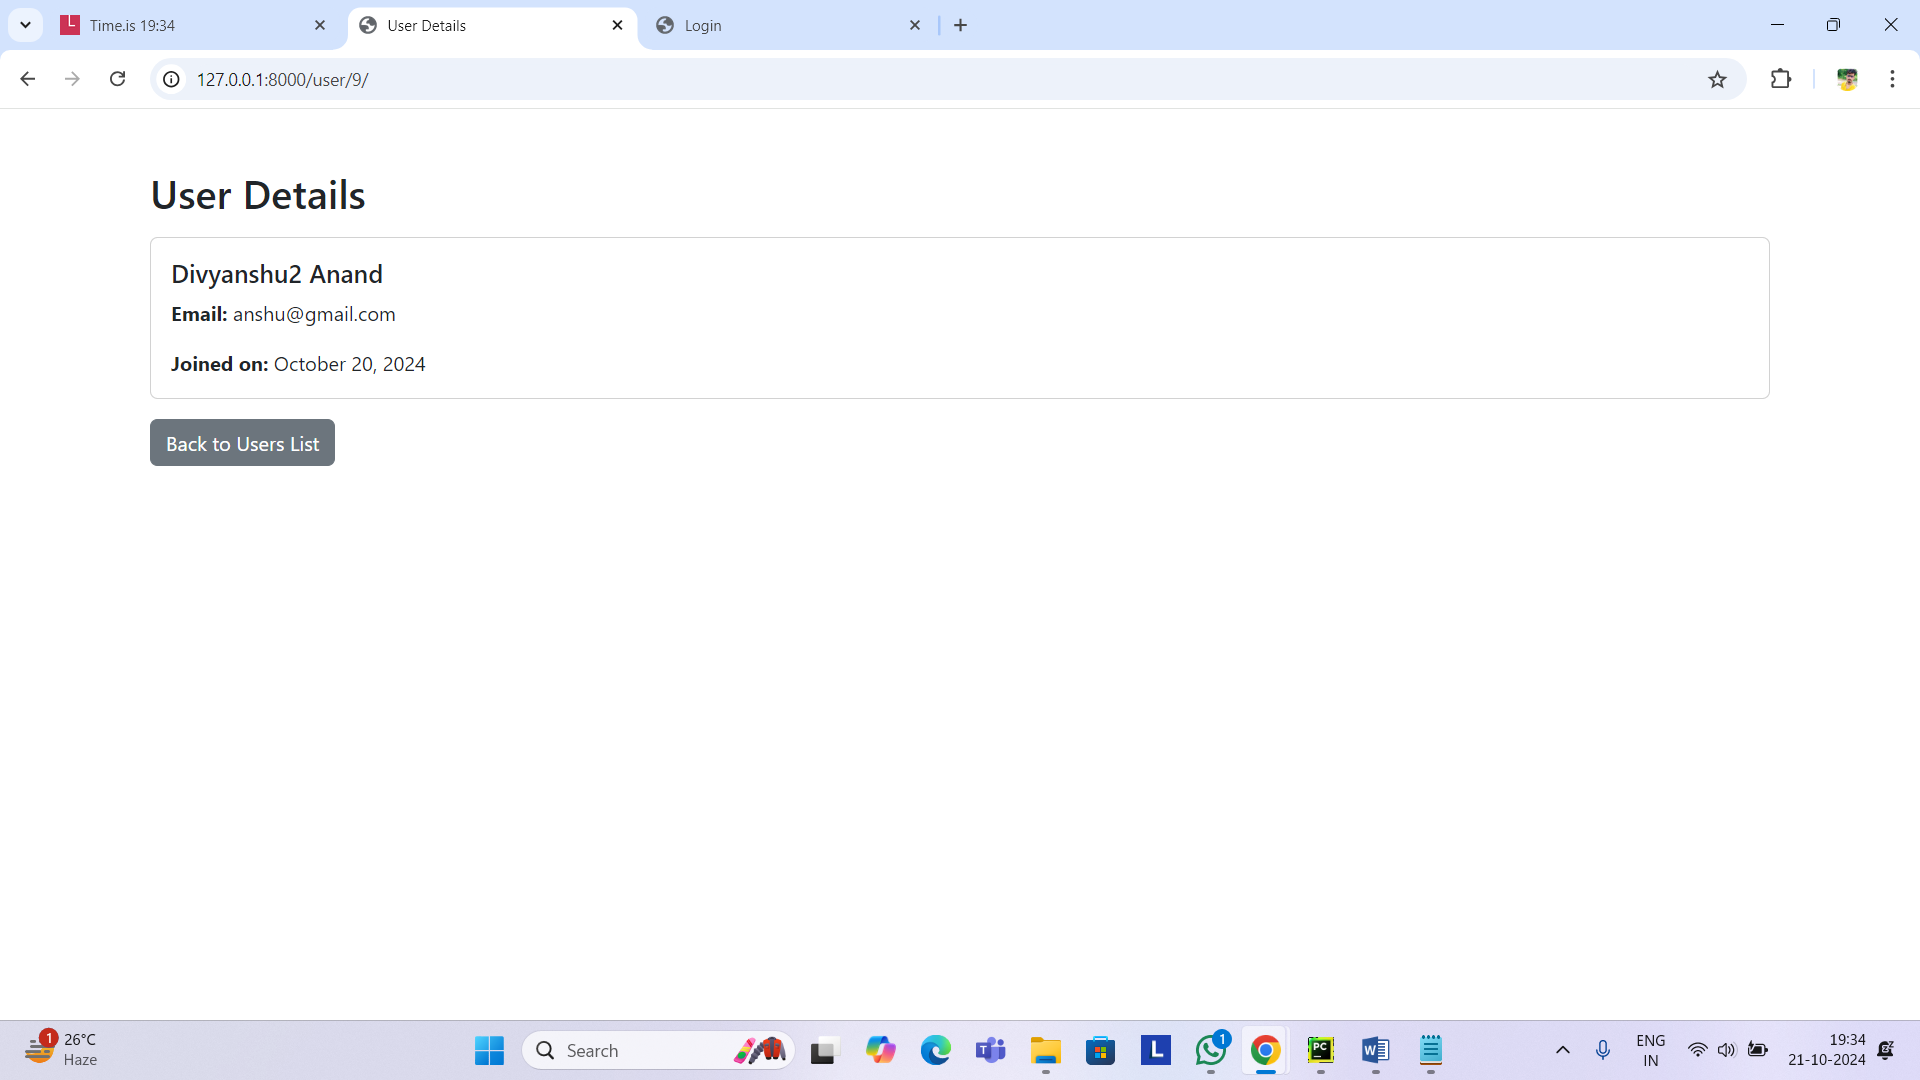 Time.is 19:34
User Details
Login
127.0.0.1:8000/user/9/
User Details
Divyanshu2 Anand
Email: anshu@gmail.com
Joined on: October 20, 2024
Back to Users List
1
26°C
Haze
Search
T
L
1
PC
W
ENG
IN
19:34
21-10-2024